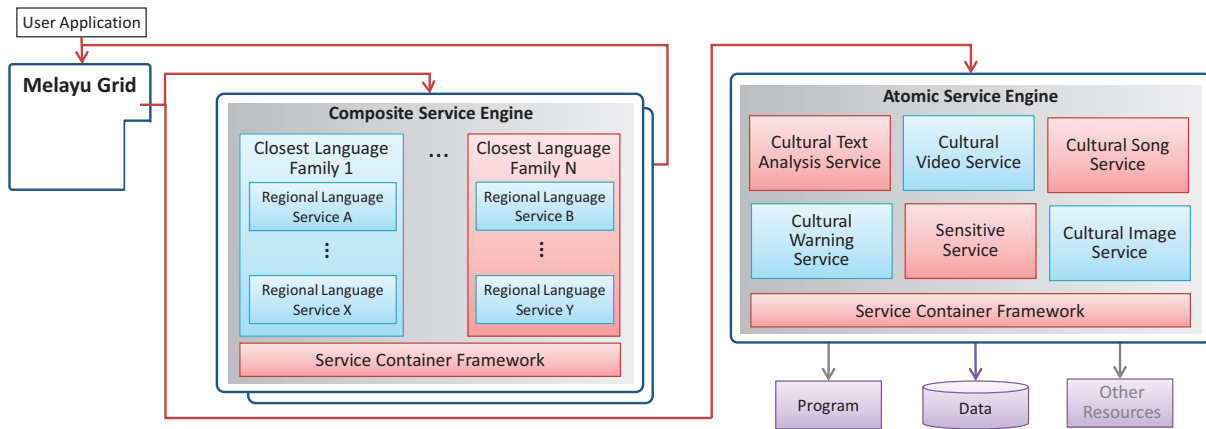 User Application
Melayu Grid
Composite Service Engine
Closest Language
Family 1
Regional Language
Service A
⋮
Regional Language
Service X
...
Closest Language
Family N
Regional Language
Service B
⋮
Regional Language
Service Y
Service Container Framework
Atomic Service Engine
Cultural Text
Analysis Service
Cultural
Video Service
Cultural Song
Service
Cultural
Warning
Service
Sensitive
Service
Cultural Image
Service
Service Container Framework
Program
Data
Other
Resources